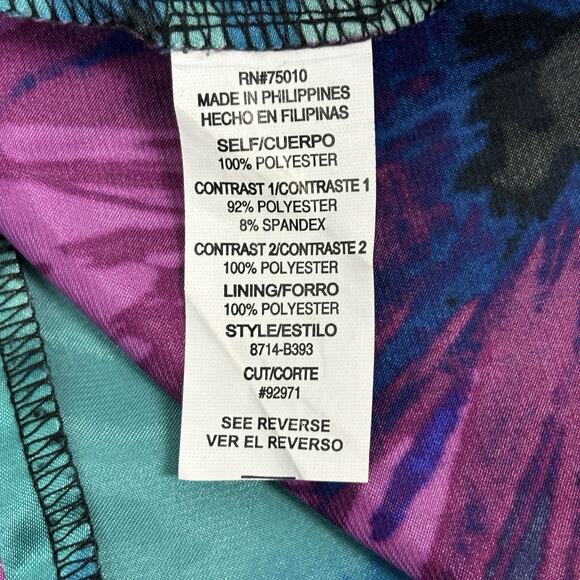 RN#75010
MADE IN PHILIPPINES
HECHO EN FILIPINAS
SELF/CUERPO
100% POLYESTER
CONTRAST 1/CONTRASTE 1
92% POLYESTER
8% SPANDEX
CONTRAST 2/CONTRASTE 2
100% POLYESTER
LINING/FORRO
100% POLYESTER
STYLE/ESTILO
8714-B393
CUT/CORTE
#92971
SEE REVERSE
VER EL REVERSO